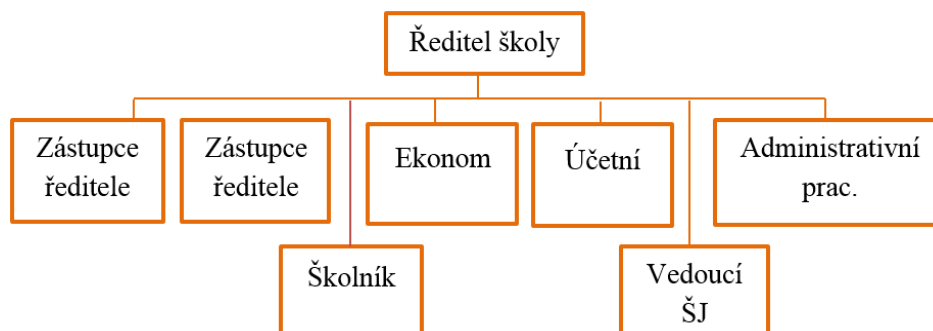 Ředitel školy
Zástupce
ředitele
Zástupce
ředitele
Ekonom
Účetní
Administrativní
prac.
Školník
Vedoucí
ŠJ